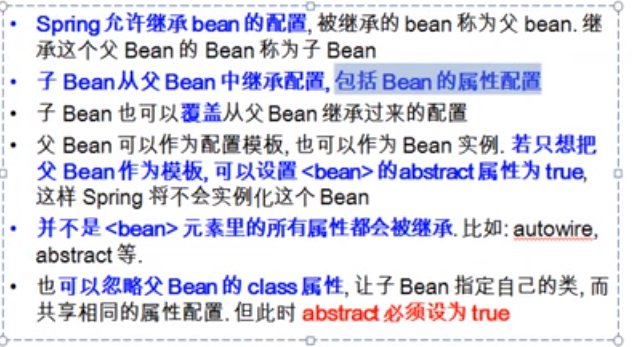 • Spring 允许继承 bean 的配置, 被继承的 bean 称为父 bean. 继
承这个父 Bean 的 Bean 称为子 Bean
• 子 Bean 从父 Bean 中继承配置, 包括 Bean 的属性配置
• 子 Bean 也可以覆盖从父 Bean 继承过来的配置
• 父 Bean 可以作为配置模板, 也可以作为 Bean 实例. 若只想把
父 Bean 作为模板, 可以设置 <bean> 的abstract 属性为 true,
这样 Spring 将不会实例化这个 Bean
• 并不是 <bean> 元素里的所有属性都会被继承. 比如: autowire,
abstract 等.
• 也可以忽略父 Bean 的 class 属性, 让子 Bean 指定自己的类, 而
共享相同的属性配置. 但此时 abstract 必须设为 true